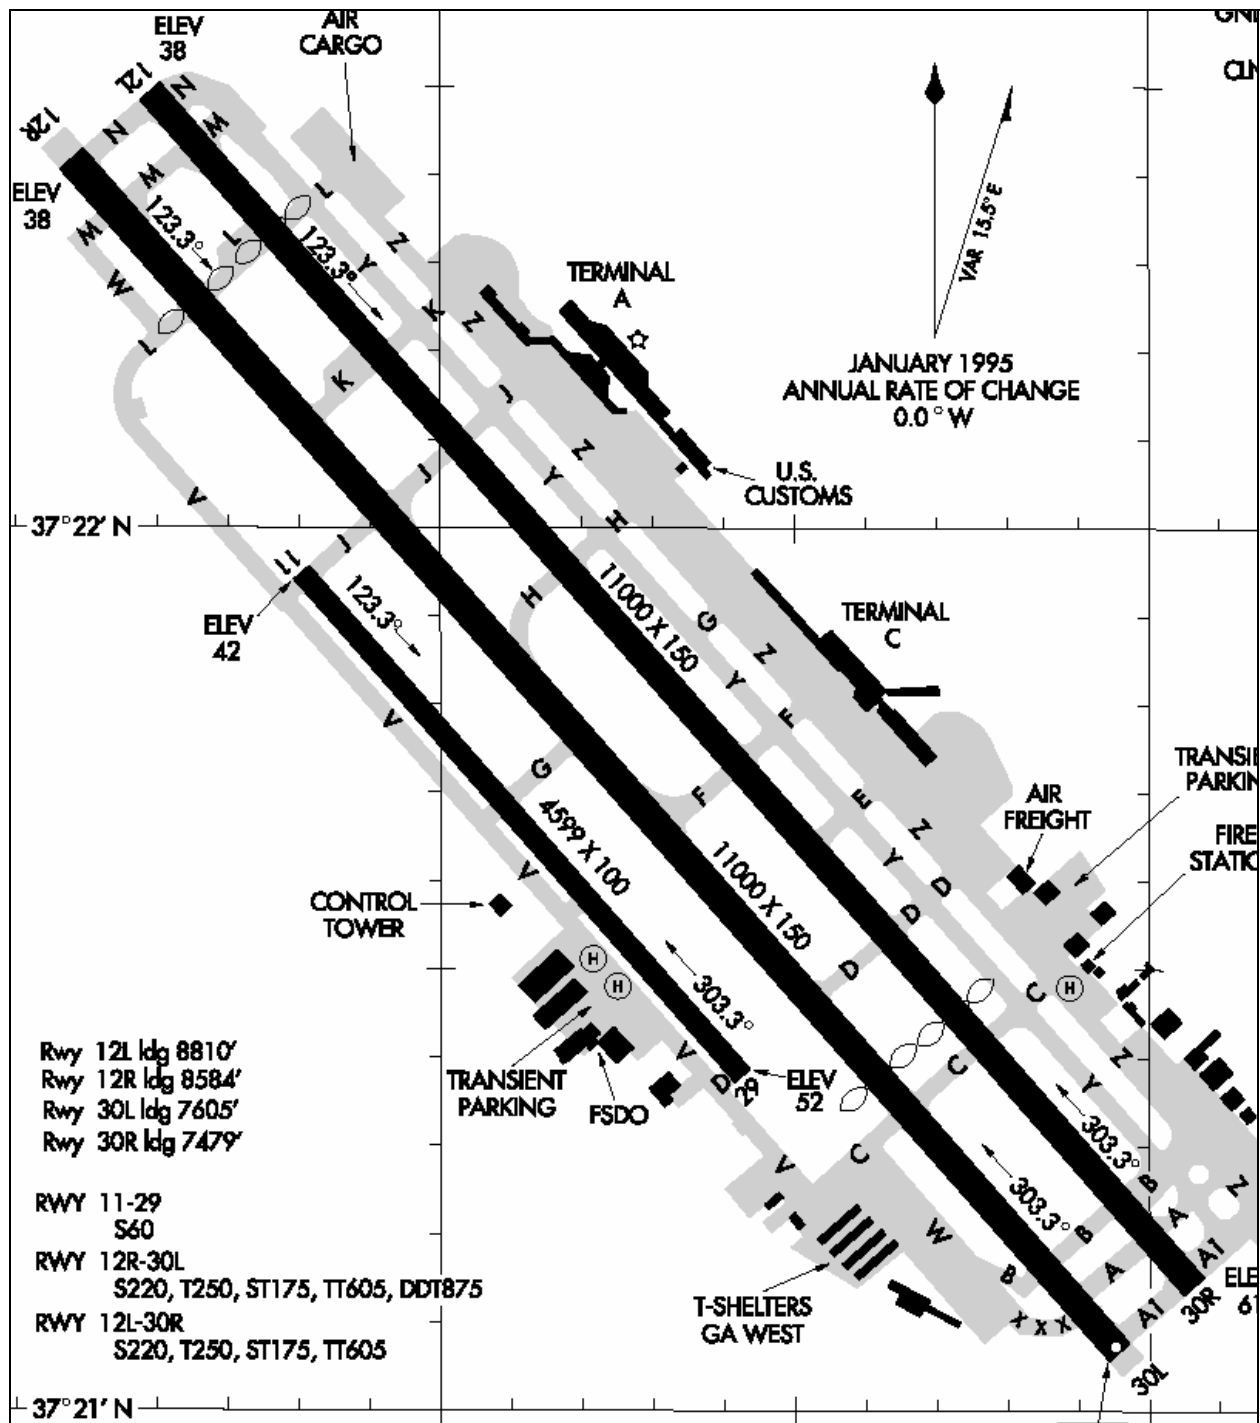 ELEV
38
AIR
CARGO
12L
12R
ELEV
38
N
N
M
M
M
W
L
L
L
L
123.3°
123.3°
Z
Y
K
Z
K
J
J
J
Z
Y
H
H
V
TERMINAL
A
VAR 15.5° E
JANUARY 1995
ANNUAL RATE OF CHANGE
0.0° W
U.S.
CUSTOMS
37°22' N
11
ELEV
42
123.3°
11000 X 150
G
Z
Y
F
F
TERMINAL
C
V
G
4599 X 100
V
11000 X 150
E
Z
Y
D
D
D
AIR
FREIGHT
CONTROL
TOWER
H
H
H
303.3°
C
C
C
Z
Y
TRANSIENT
PARKING
FSDO
V
D
29
ELEV
52
303.3°
303.3°
B
B
B
Z
A
A
A1
A1
V
W
X X X
30R
30L
T-SHELTERS
GA WEST
Rwy 12L ldg 8810'
Rwy 12R ldg 8584'
Rwy 30L ldg 7605'
Rwy 30R ldg 7479'
RWY 11-29
S60
RWY 12R-30L
S220, T250, ST175, TT605, DDT875
RWY 12L-30R
S220, T250, ST175, TT605
37°21' N